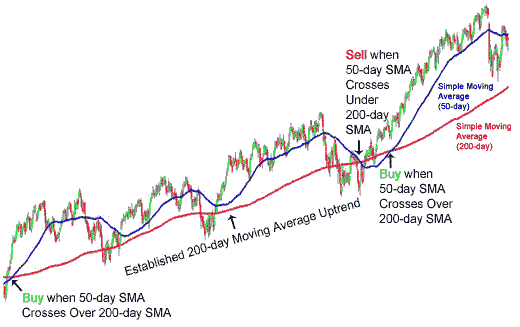 Sell when
50-day SMA
Crosses
Under
200-day
SMA
Simple Moving
Average
(50-day)
Simple Moving
Average
(200-day)
Buy when
50-day SMA
Crosses Over
200-day SMA
Established 200-day Moving Average Uptrend
Buy when 50-day SMA
Crosses Over 200-day SMA